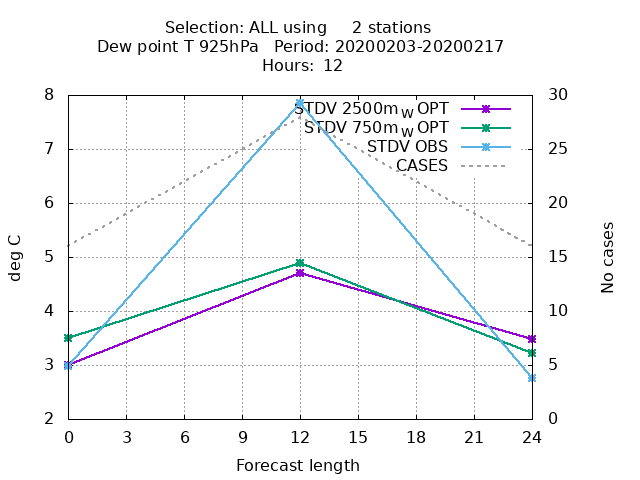 Selection: ALL using     2 stations
Dew point T 925hPa   Period: 20200203-20200217
Hours: 12
8
30
STDV 2500m_W OPT
STDV 750m_W OPT
7
STDV OBS
25
CASES
6
20
deg C
5
15
No cases
4
10
3
5
2
0
0 3 6 9 12 15 18 21 24
Forecast length